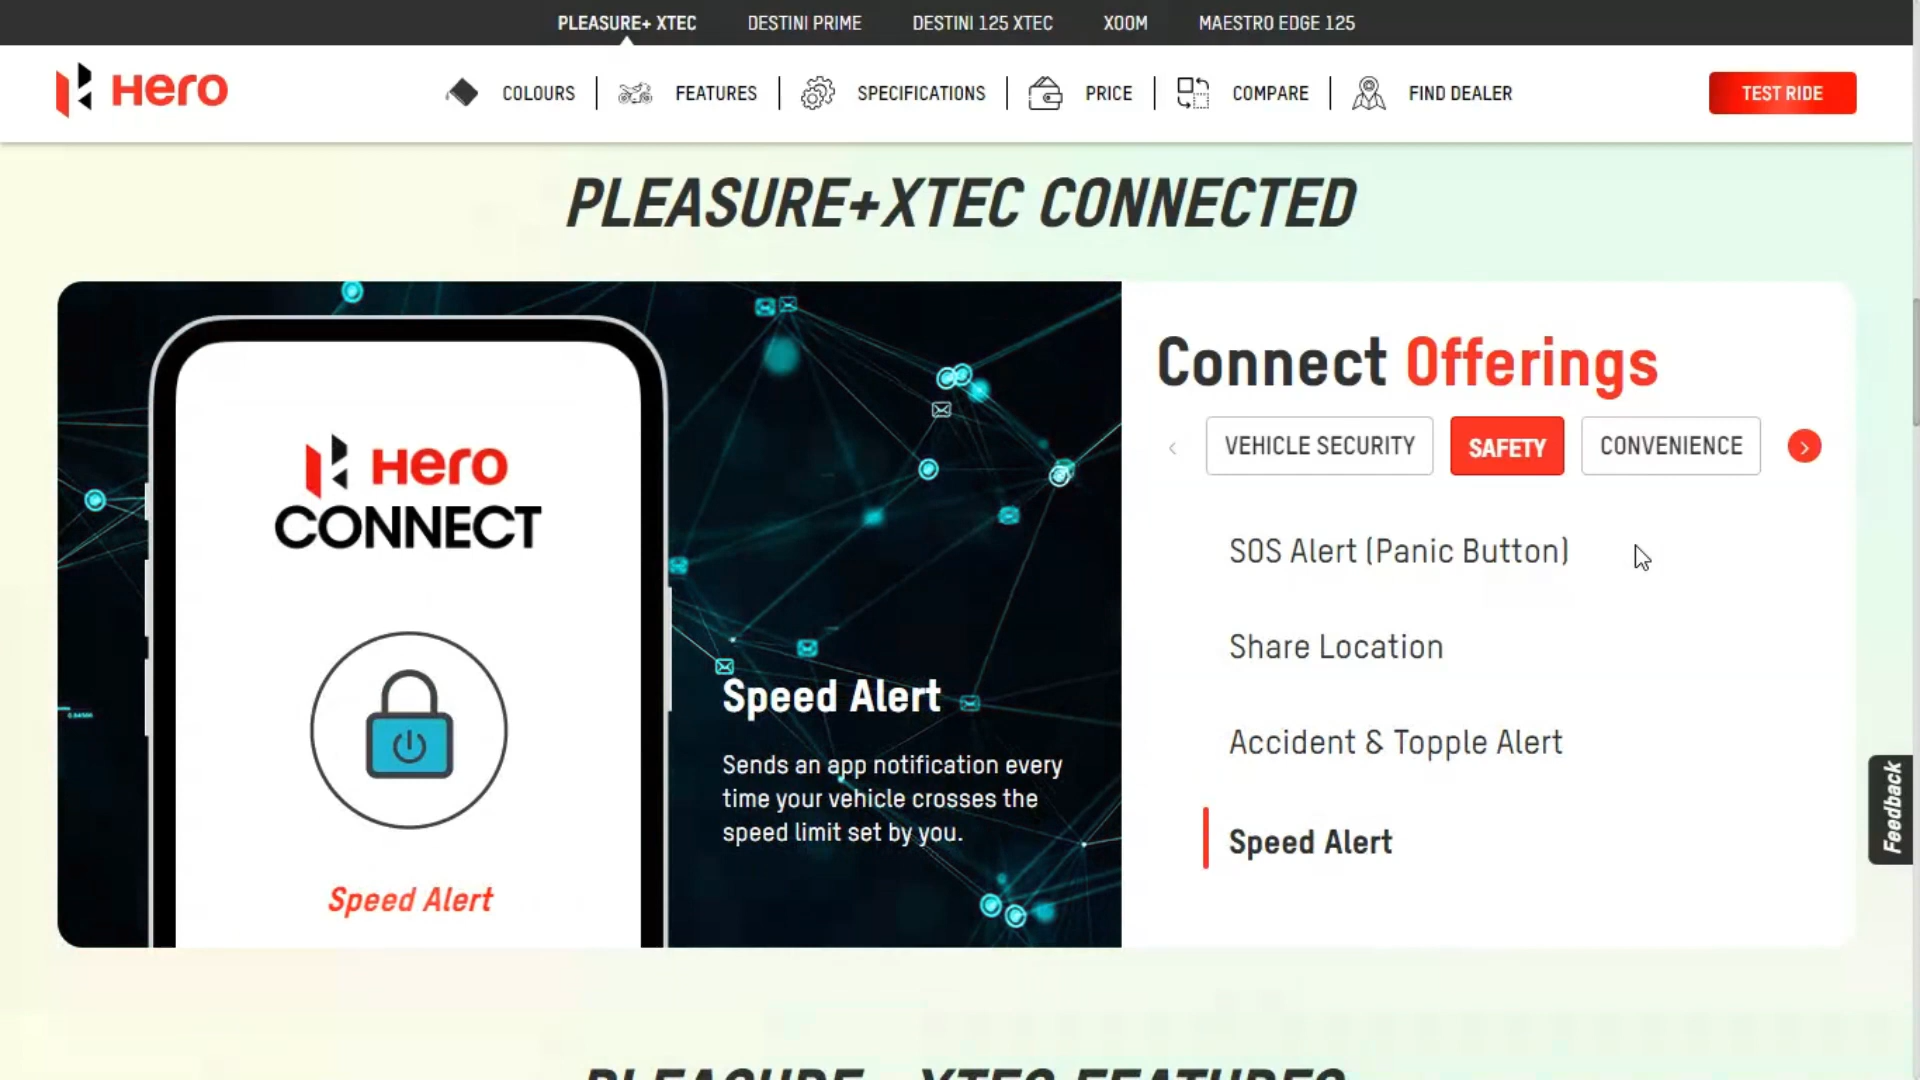 PLEASURE+ XTEC DESTINI PRIME DESTINI 125 XTEC XOOM MAESTRO EDGE 125
Hero COLOURS FEATURES SPECIFICATIONS PRICE COMPARE FIND DEALER TEST RIDE
PLEASURE+XTEC CONNECTED
Hero
CONNECT
Speed Alert
Speed Alert
Sends an app notification every
time your vehicle crosses the
speed limit set by you.
Connect Offerings
VEHICLE SECURITY SAFETY CONVENIENCE
SOS Alert (Panic Button)
Share Location
Accident & Topple Alert
Speed Alert
Feedback